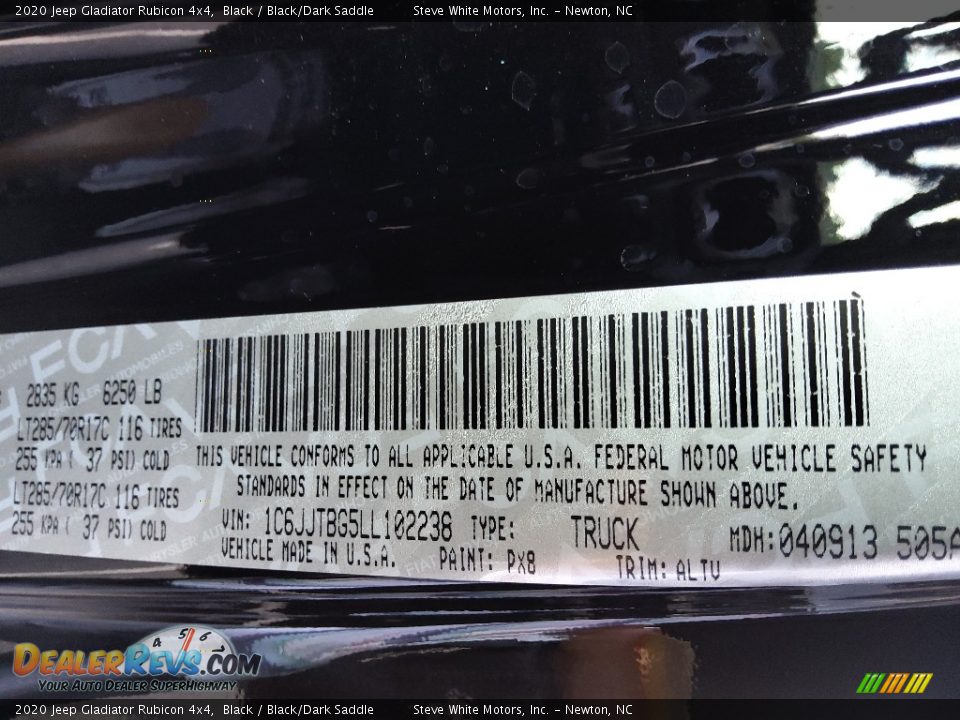 2020 Jeep Gladiator Rubicon 4x4, Black / Black/Dark Saddle Steve White Motors, Inc. – Newton, NC
2835 KG 6250 LB
LT285/70R17C 116 TIRES
255 KPA ( 37 PSI) COLD
LT285/70R17C 116 TIRES
255 KPA ( 37 PSI) COLD
THIS VEHICLE CONFORMS TO ALL APPLICABLE U.S.A. FEDERAL MOTOR VEHICLE SAFETY
STANDARDS IN EFFECT ON THE DATE OF MANUFACTURE SHOWN ABOVE.
VIN: 1C6JJTBG5LL102238 TYPE: TRUCK MDH:040913 505A
VEHICLE MADE IN U.S.A. PAINT: PX8 TRIM: ALTV
4 5 6
DEALERREVS.COM
YOUR AUTO DEALER SUPERHIGHWAY
2020 Jeep Gladiator Rubicon 4x4, Black / Black/Dark Saddle Steve White Motors, Inc. – Newton, NC